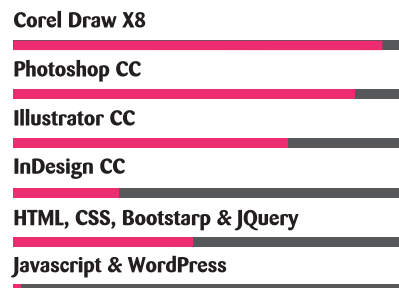 Corel Draw X8
Photoshop CC
Illustrator CC
InDesign CC
HTML, CSS, Bootstarp & JQuery
Javascript & WordPress